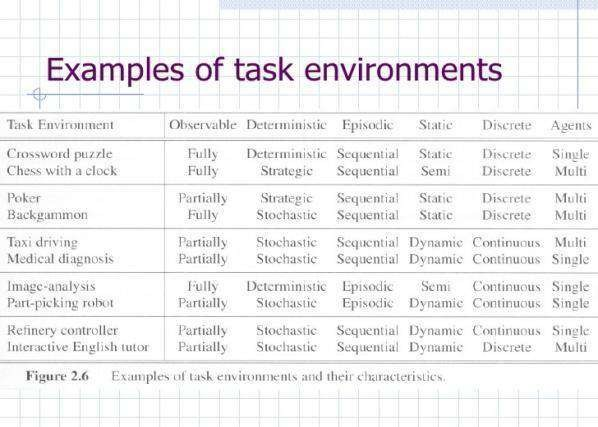 Examples of task environments
Task Environment Observable Deterministic Episodic Static Discrete Agents
Crossword puzzle Fully Deterministic Sequential Static Discrete Single
Chess with a clock Fully Strategic Sequential Semi Discrete Multi
Poker Partially Strategic Sequential Static Discrete Multi
Backgammon Fully Stochastic Sequential Static Discrete Multi
Taxi driving Partially Stochastic Sequential Dynamic Continuous Multi
Medical diagnosis Partially Stochastic Sequential Dynamic Continuous Single
Image-analysis Fully Deterministic Episodic Semi Continuous Single
Part-picking robot Partially Stochastic Episodic Dynamic Continuous Single
Refinery controller Partially Stochastic Sequential Dynamic Continuous Single
Interactive English tutor Partially Stochastic Sequential Dynamic Discrete Multi
Figure 2.6 Examples of task environments and their characteristics.